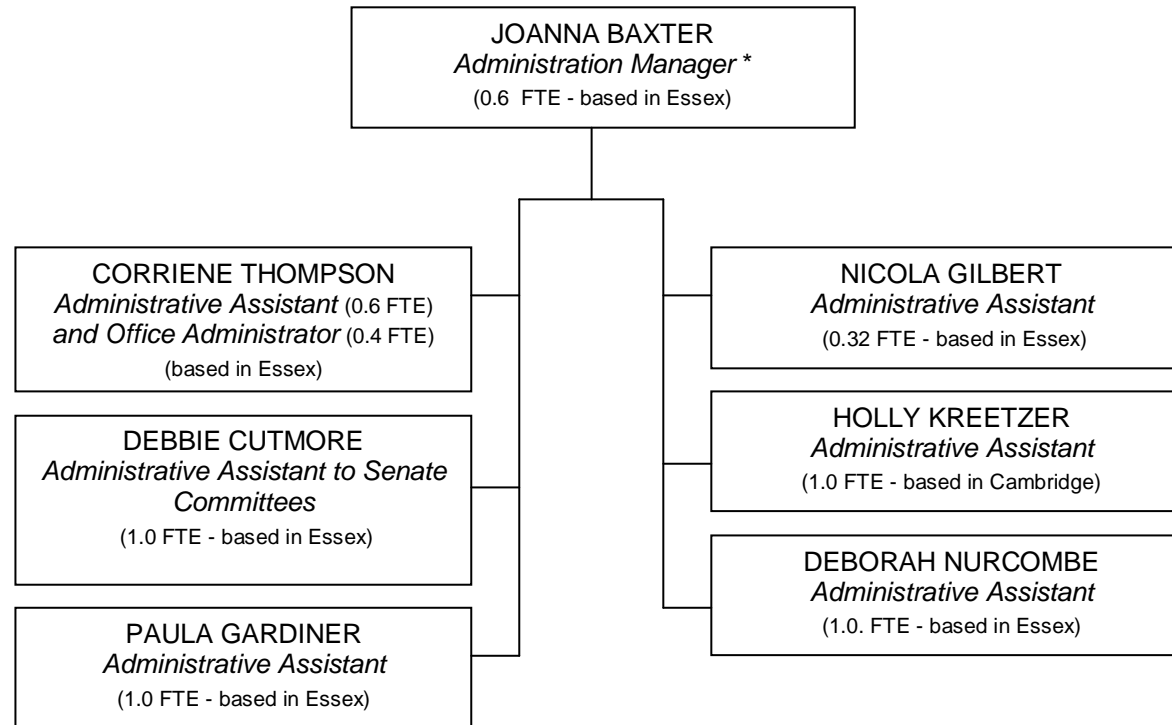 JOANNA BAXTER
Administration Manager *
(0.6 FTE - based in Essex)
CORRIENE THOMPSON
Administrative Assistant (0.6 FTE)
and Office Administrator (0.4 FTE)
(based in Essex)
DEBBIE CUTMORE
Administrative Assistant to Senate
Committees
(1.0 FTE - based in Essex)
PAULA GARDINER
Administrative Assistant
(1.0 FTE - based in Essex)
NICOLA GILBERT
Administrative Assistant
(0.32 FTE - based in Essex)
HOLLY KREETZER
Administrative Assistant
(1.0 FTE - based in Cambridge)
DEBORAH NURCOMBE
Administrative Assistant
(1.0. FTE - based in Essex)